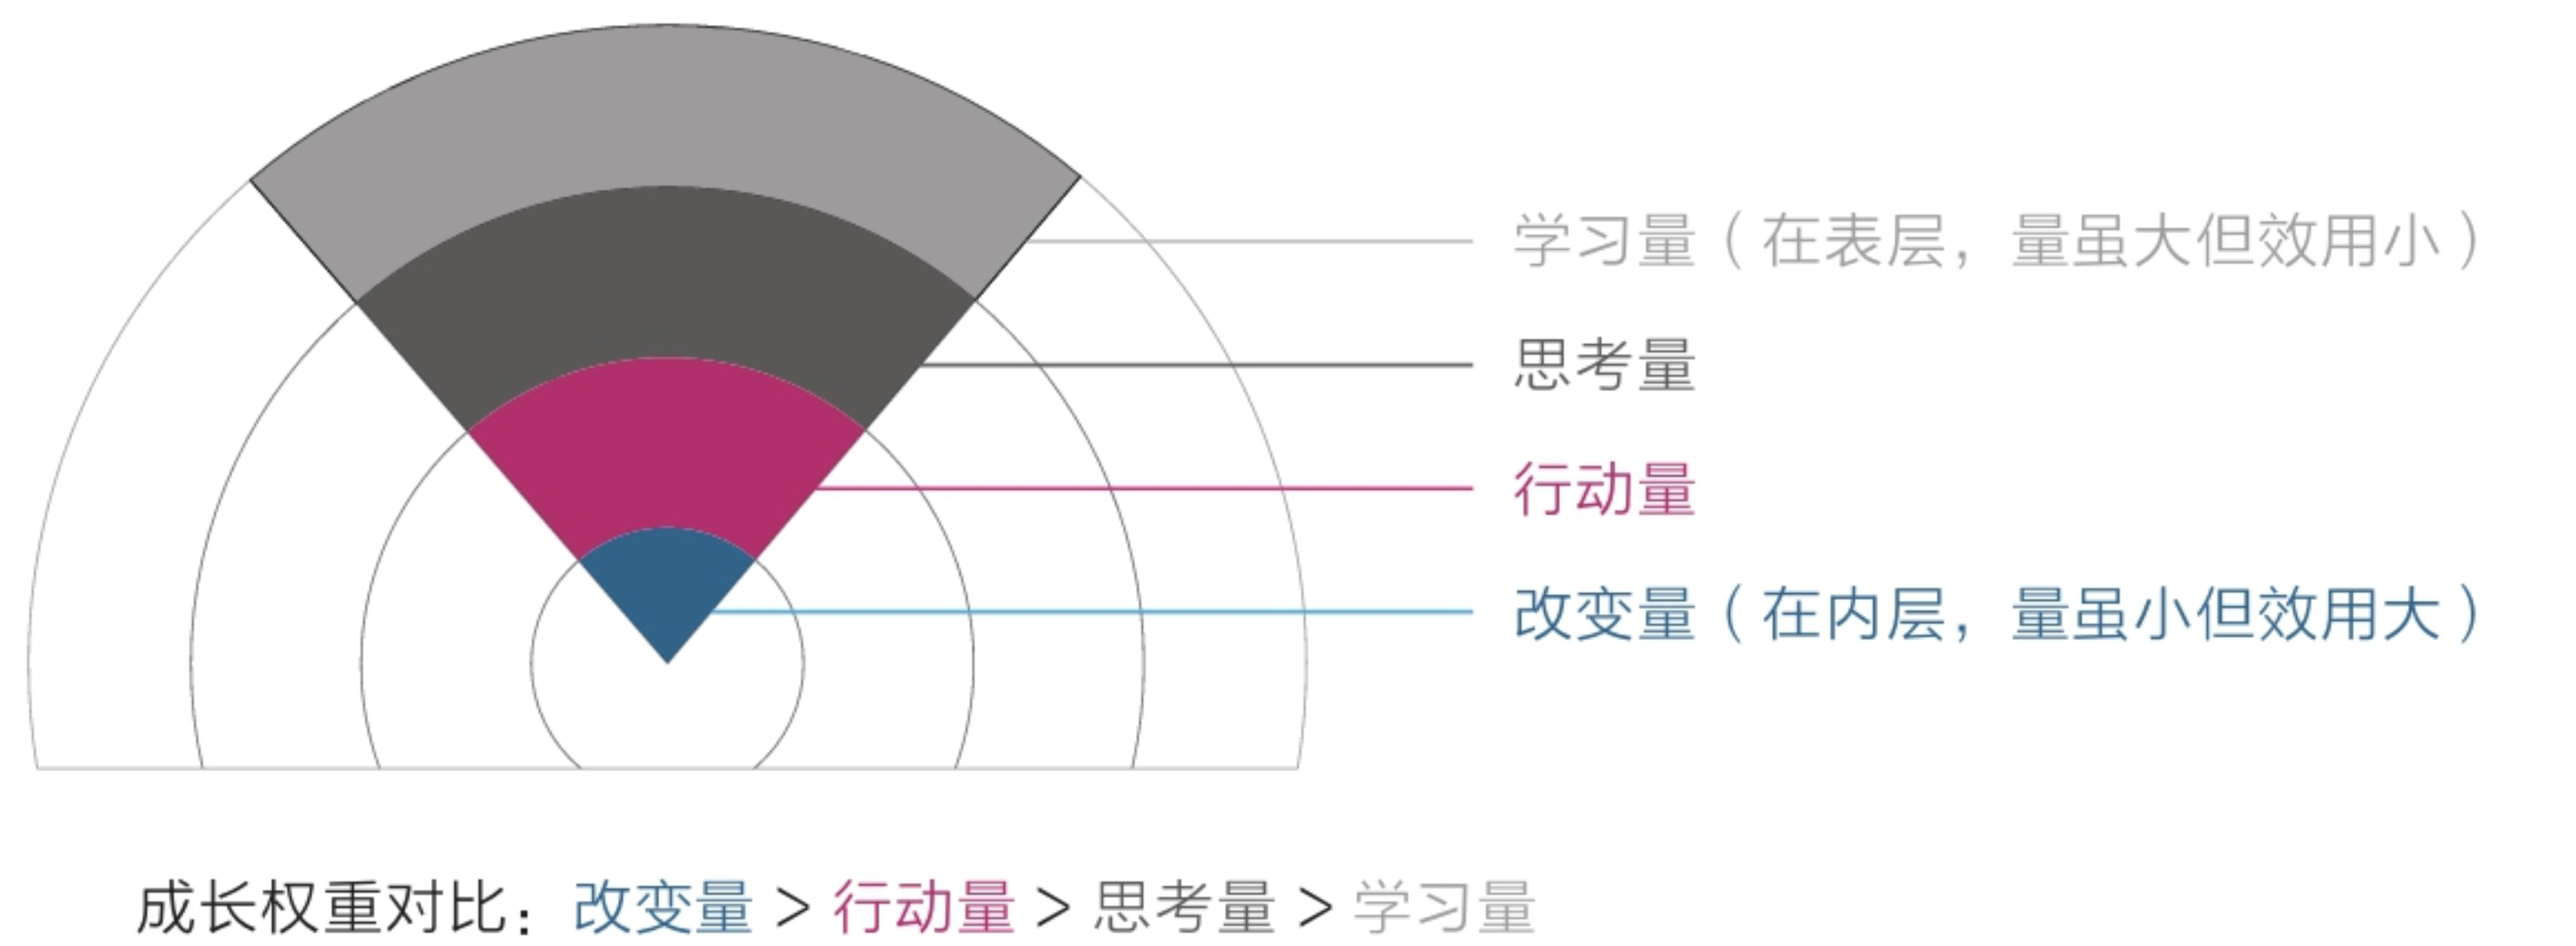 学习量（在表层，量虽大但效用小）
思考量
行动量
改变量（在内层，量虽小但效用大）
成长权重对比：改变量 > 行动量 > 思考量 > 学习量